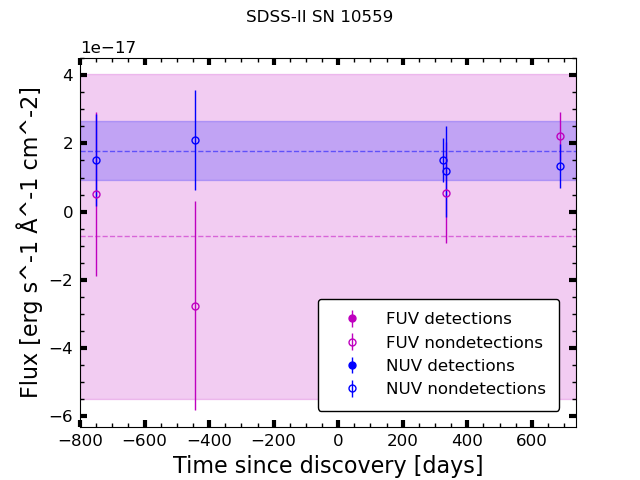 SDSS-II SN 10559
1e−17
Flux [erg s^-1 Å^-1 cm^-2]
4
2
0
−2
−4
−6
FUV detections
FUV nondetections
NUV detections
NUV nondetections
−800 −600 −400 −200 0 200 400 600
Time since discovery [days]